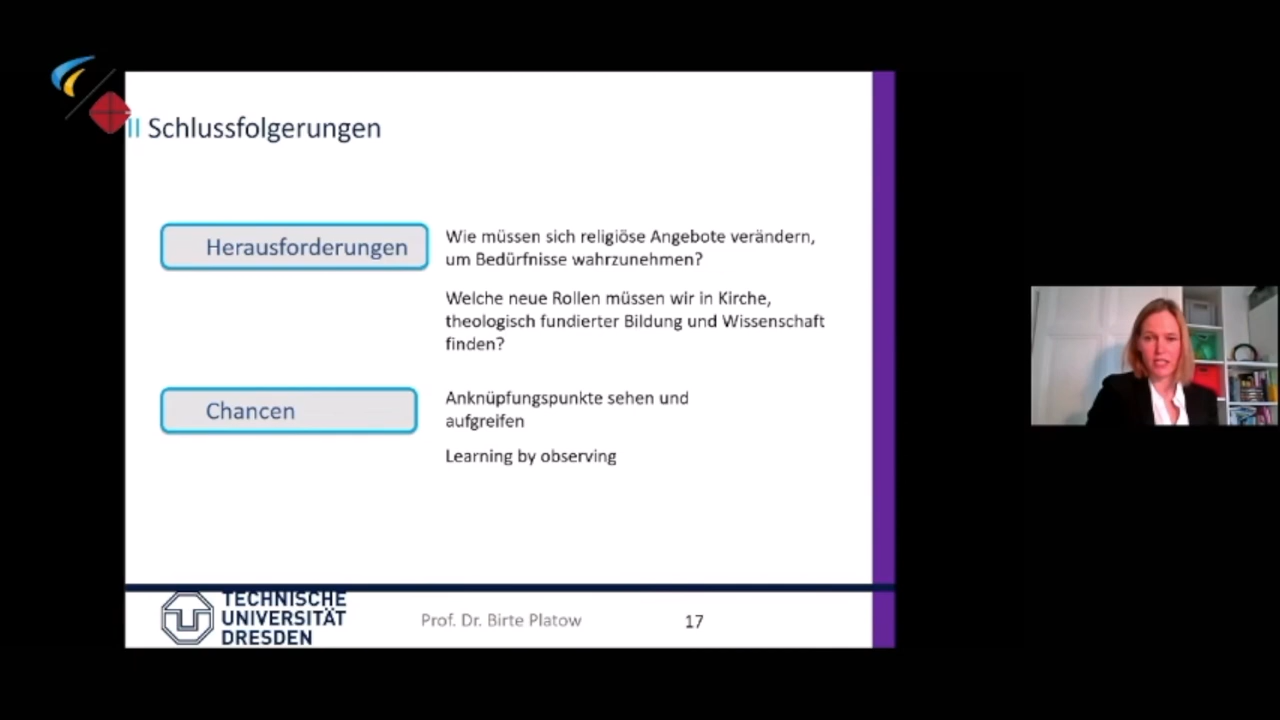 II Schlussfolgerungen
Herausforderungen
Wie müssen sich religiöse Angebote verändern,
um Bedürfnisse wahrzunehmen?
Welche neue Rollen müssen wir in Kirche,
theologisch fundierter Bildung und Wissenschaft
finden?
Chancen
Anknüpfungspunkte sehen und
aufgreifen
Learning by observing
TECHNISCHE
UNIVERSITÄT
DRESDEN
Prof. Dr. Birte Platow
17